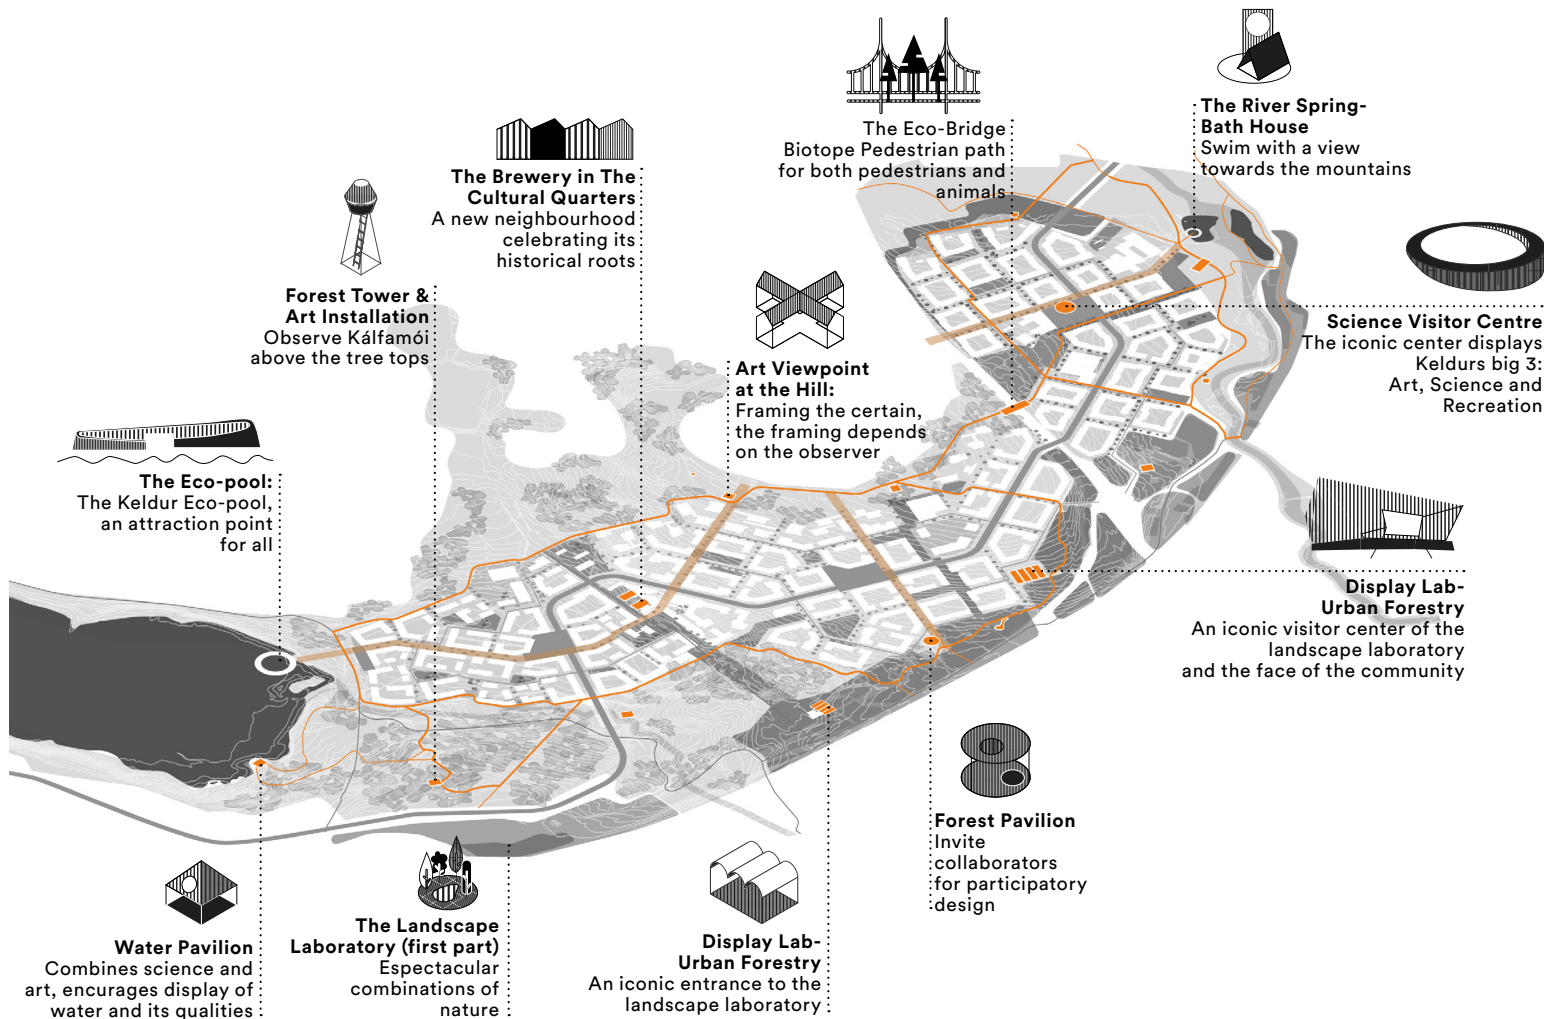 The Eco-Bridge
Biotope Pedestrian path
for both pedestrians and
animals
The River Spring-
Bath House
Swim with a view
towards the mountains
The Brewery in The
Cultural Quarters
A new neighbourhood
celebrating its
historical roots
Forest Tower &
Art Installation
Observe Kálfamói
above the tree tops
Science Visitor Centre
The iconic center displays
Keldurs big 3:
Art, Science and
Recreation
Art Viewpoint
at the Hill:
Framing the certain,
the framing depends
on the observer
The Eco-pool:
The Keldur Eco-pool,
an attraction point
for all
Display Lab-
Urban Forestry
An iconic visitor center of the
landscape laboratory
and the face of the community
Forest Pavilion
Invite
collaborators
for participatory
design
Water Pavilion
Combines science and
art, encurages display of
water and its qualities
The Landscape
Laboratory (first part)
Espectacular
combinations of
nature
Display Lab-
Urban Forestry
An iconic entrance to the
landscape laboratory